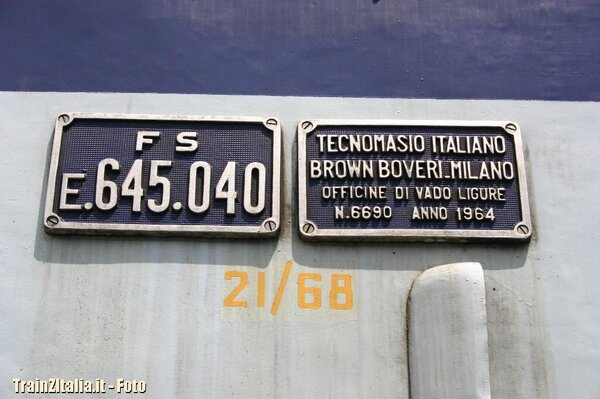 FS
E.645.040
TECNOMASIO ITALIANO
BROWN BOVERI.MILANO
OFFICINE DI VADO LIGURE
N.6690 ANNO 1964
21/68
TrainZItalia.it - Foto